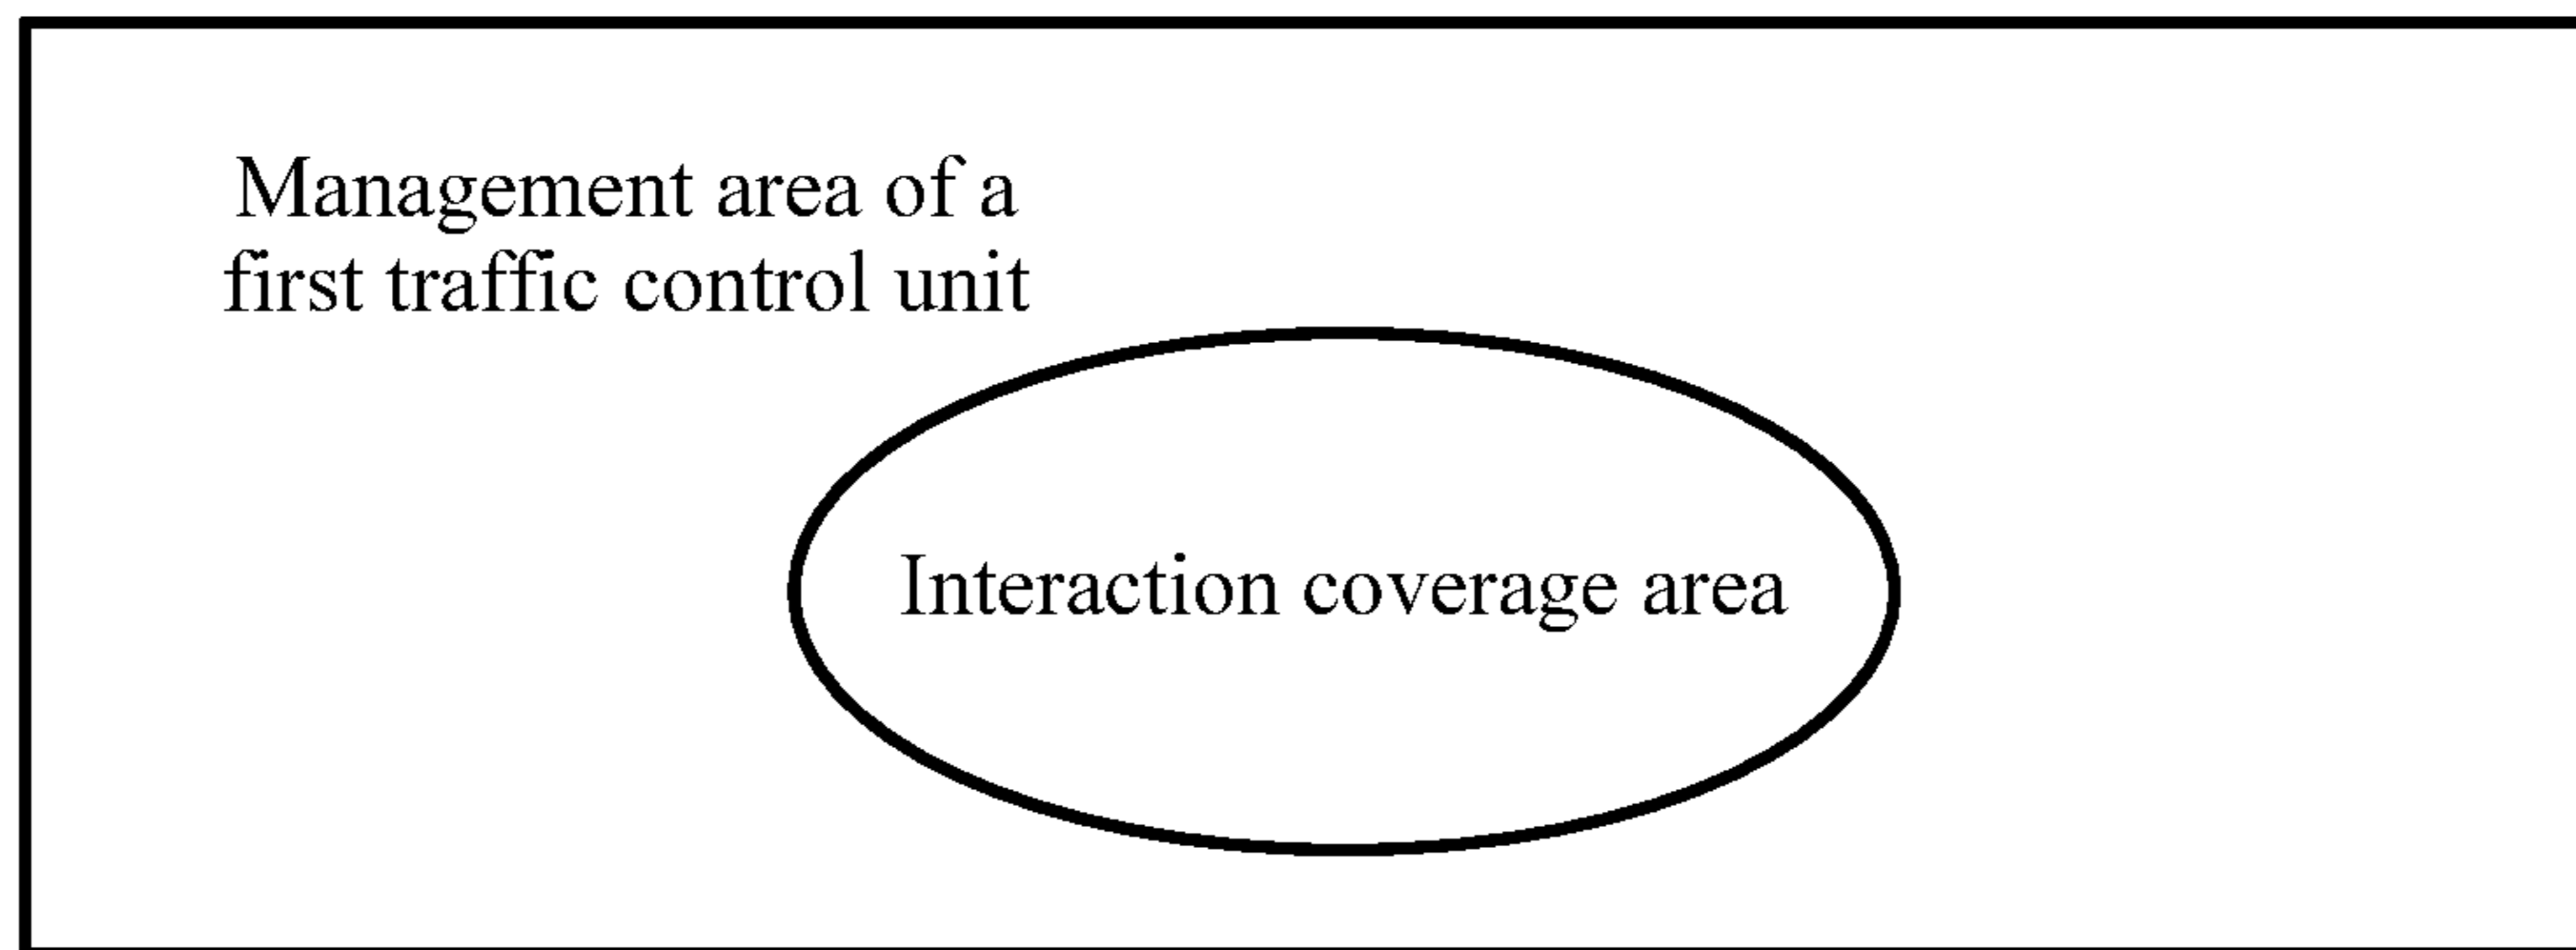 Management area of a
first traffic control unit
Interaction coverage area